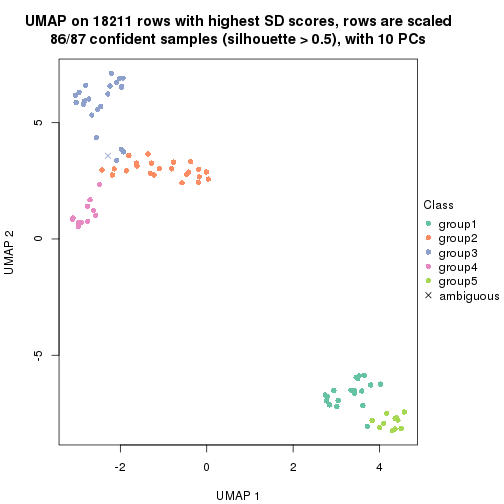 UMAP on 18211 rows with highest SD scores, rows are scaled
86/87 confident samples (silhouette > 0.5), with 10 PCs
5
0
-5
UMAP 2
-2
0
2
4
UMAP 1
Class
group1
group2
group3
group4
group5
ambiguous